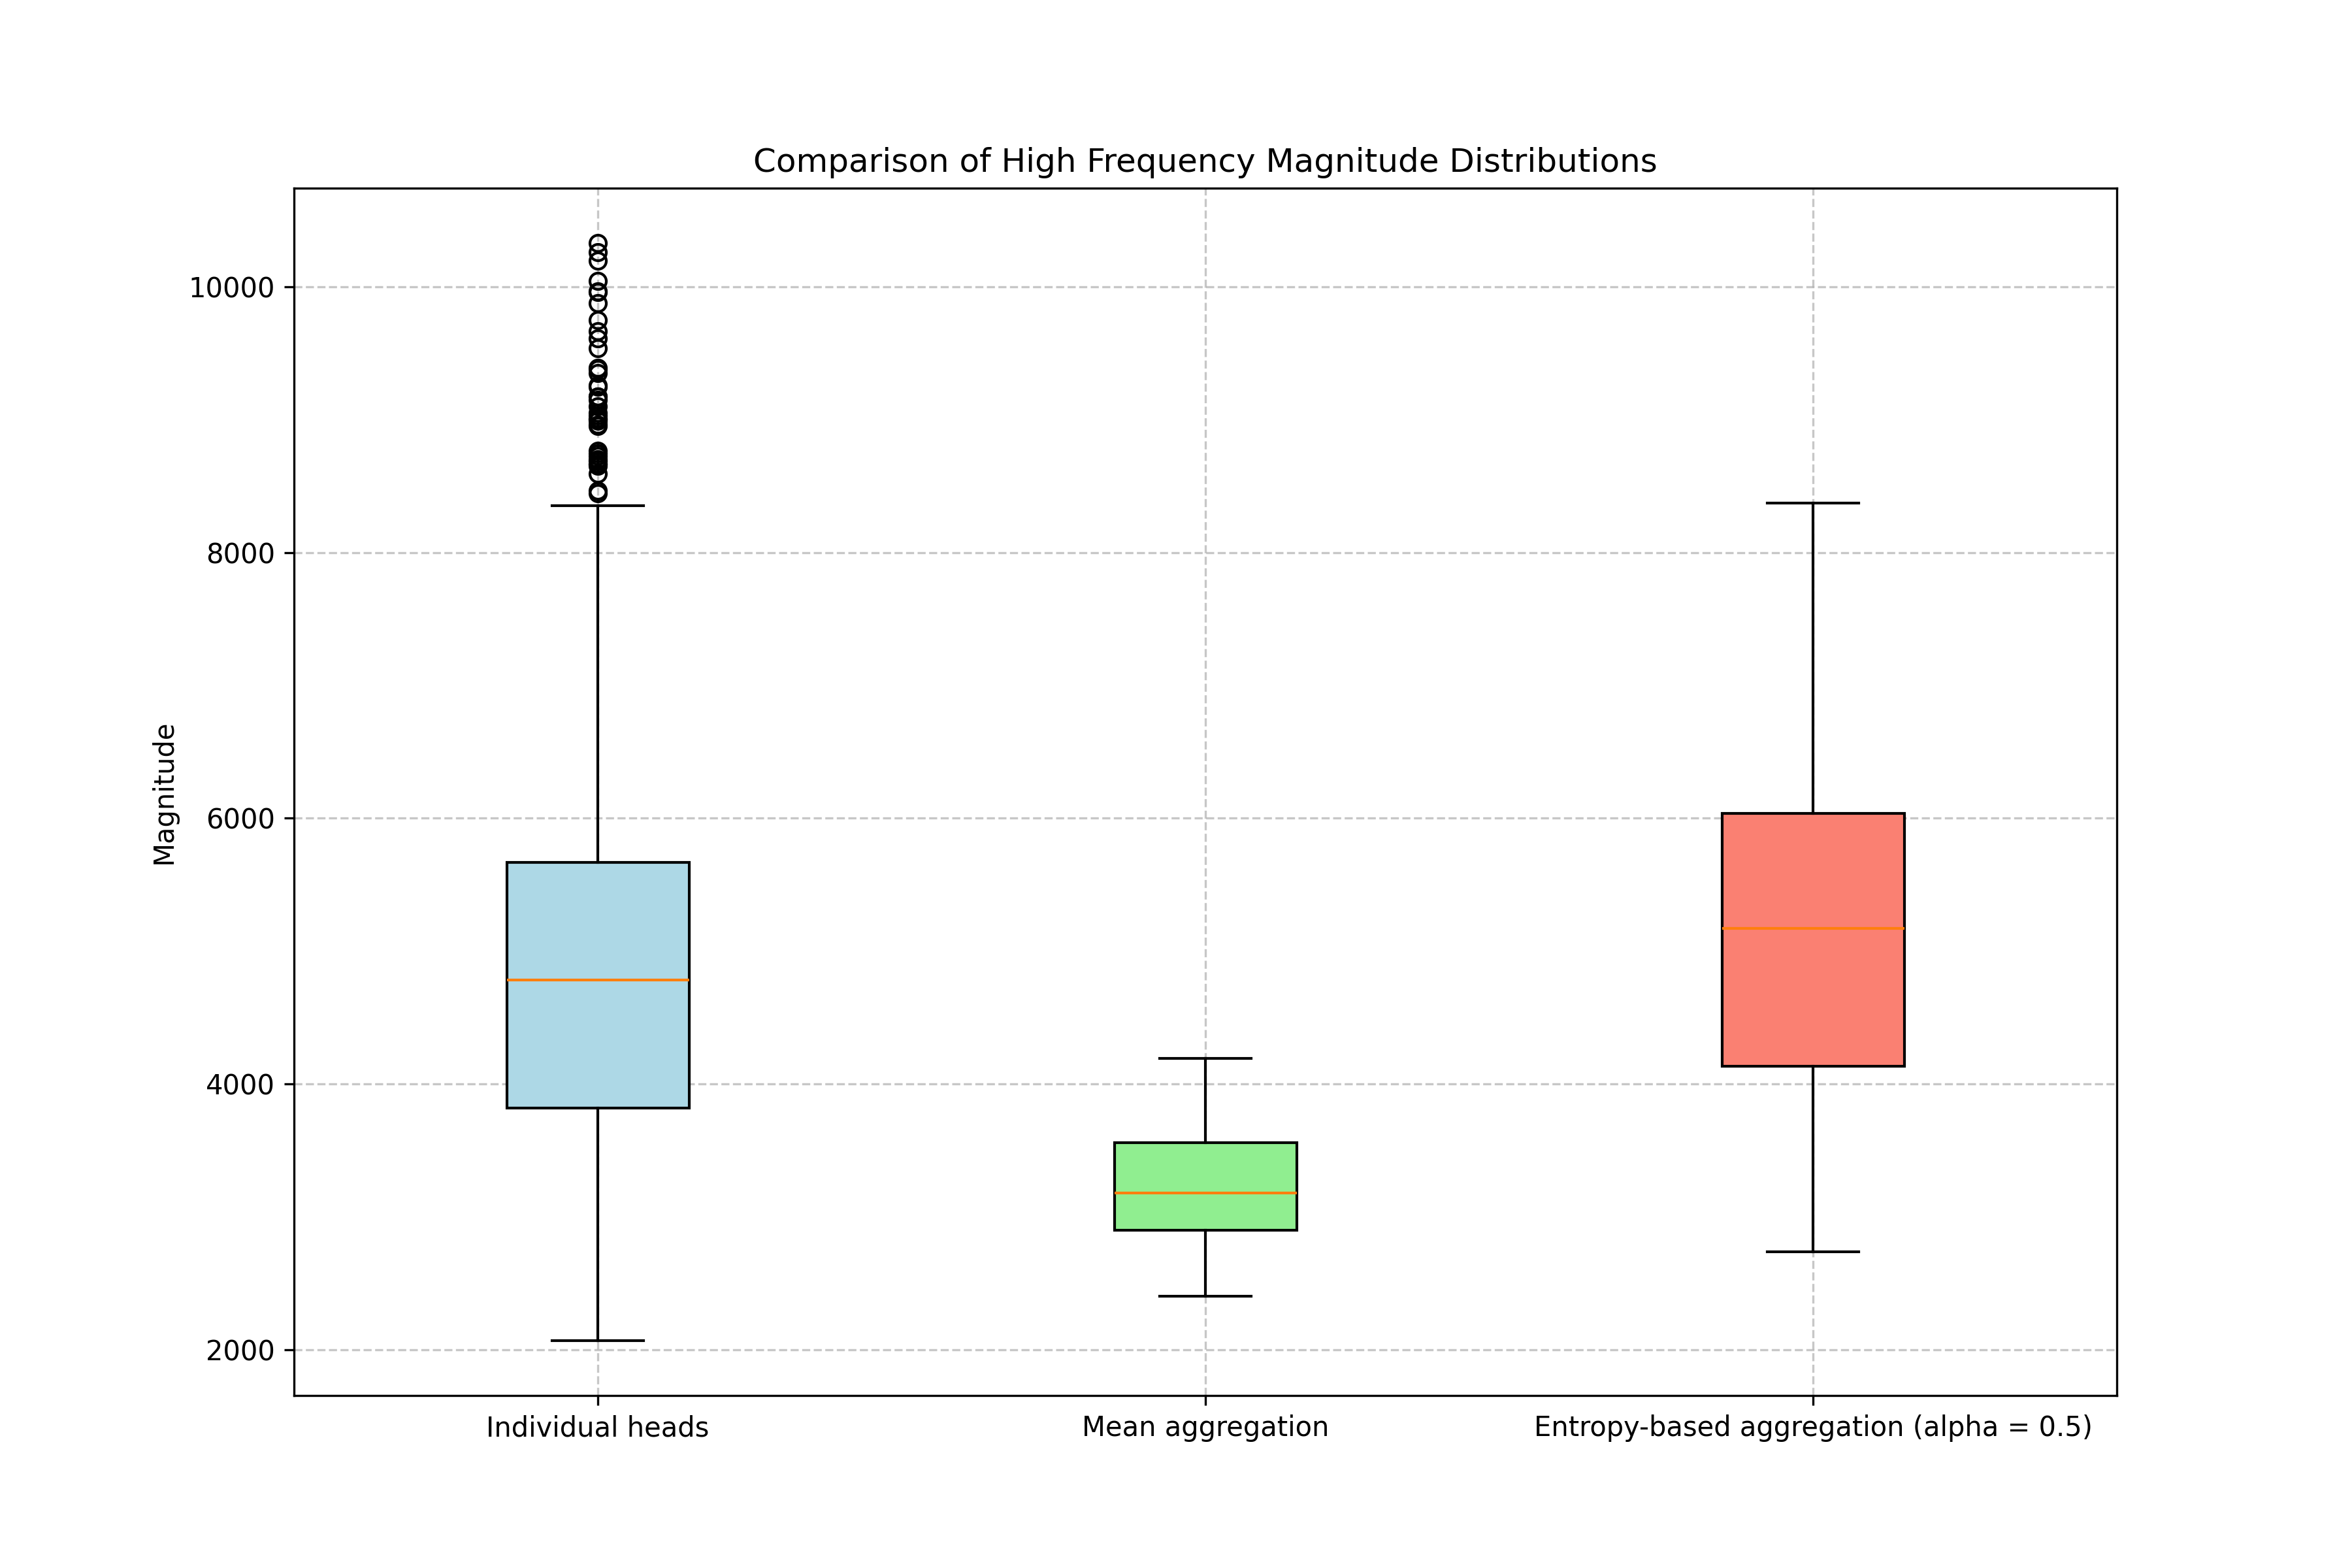 Comparison of High Frequency Magnitude Distributions
Magnitude
10000
8000
6000
4000
2000
Individual heads
Mean aggregation
Entropy-based aggregation (alpha = 0.5)